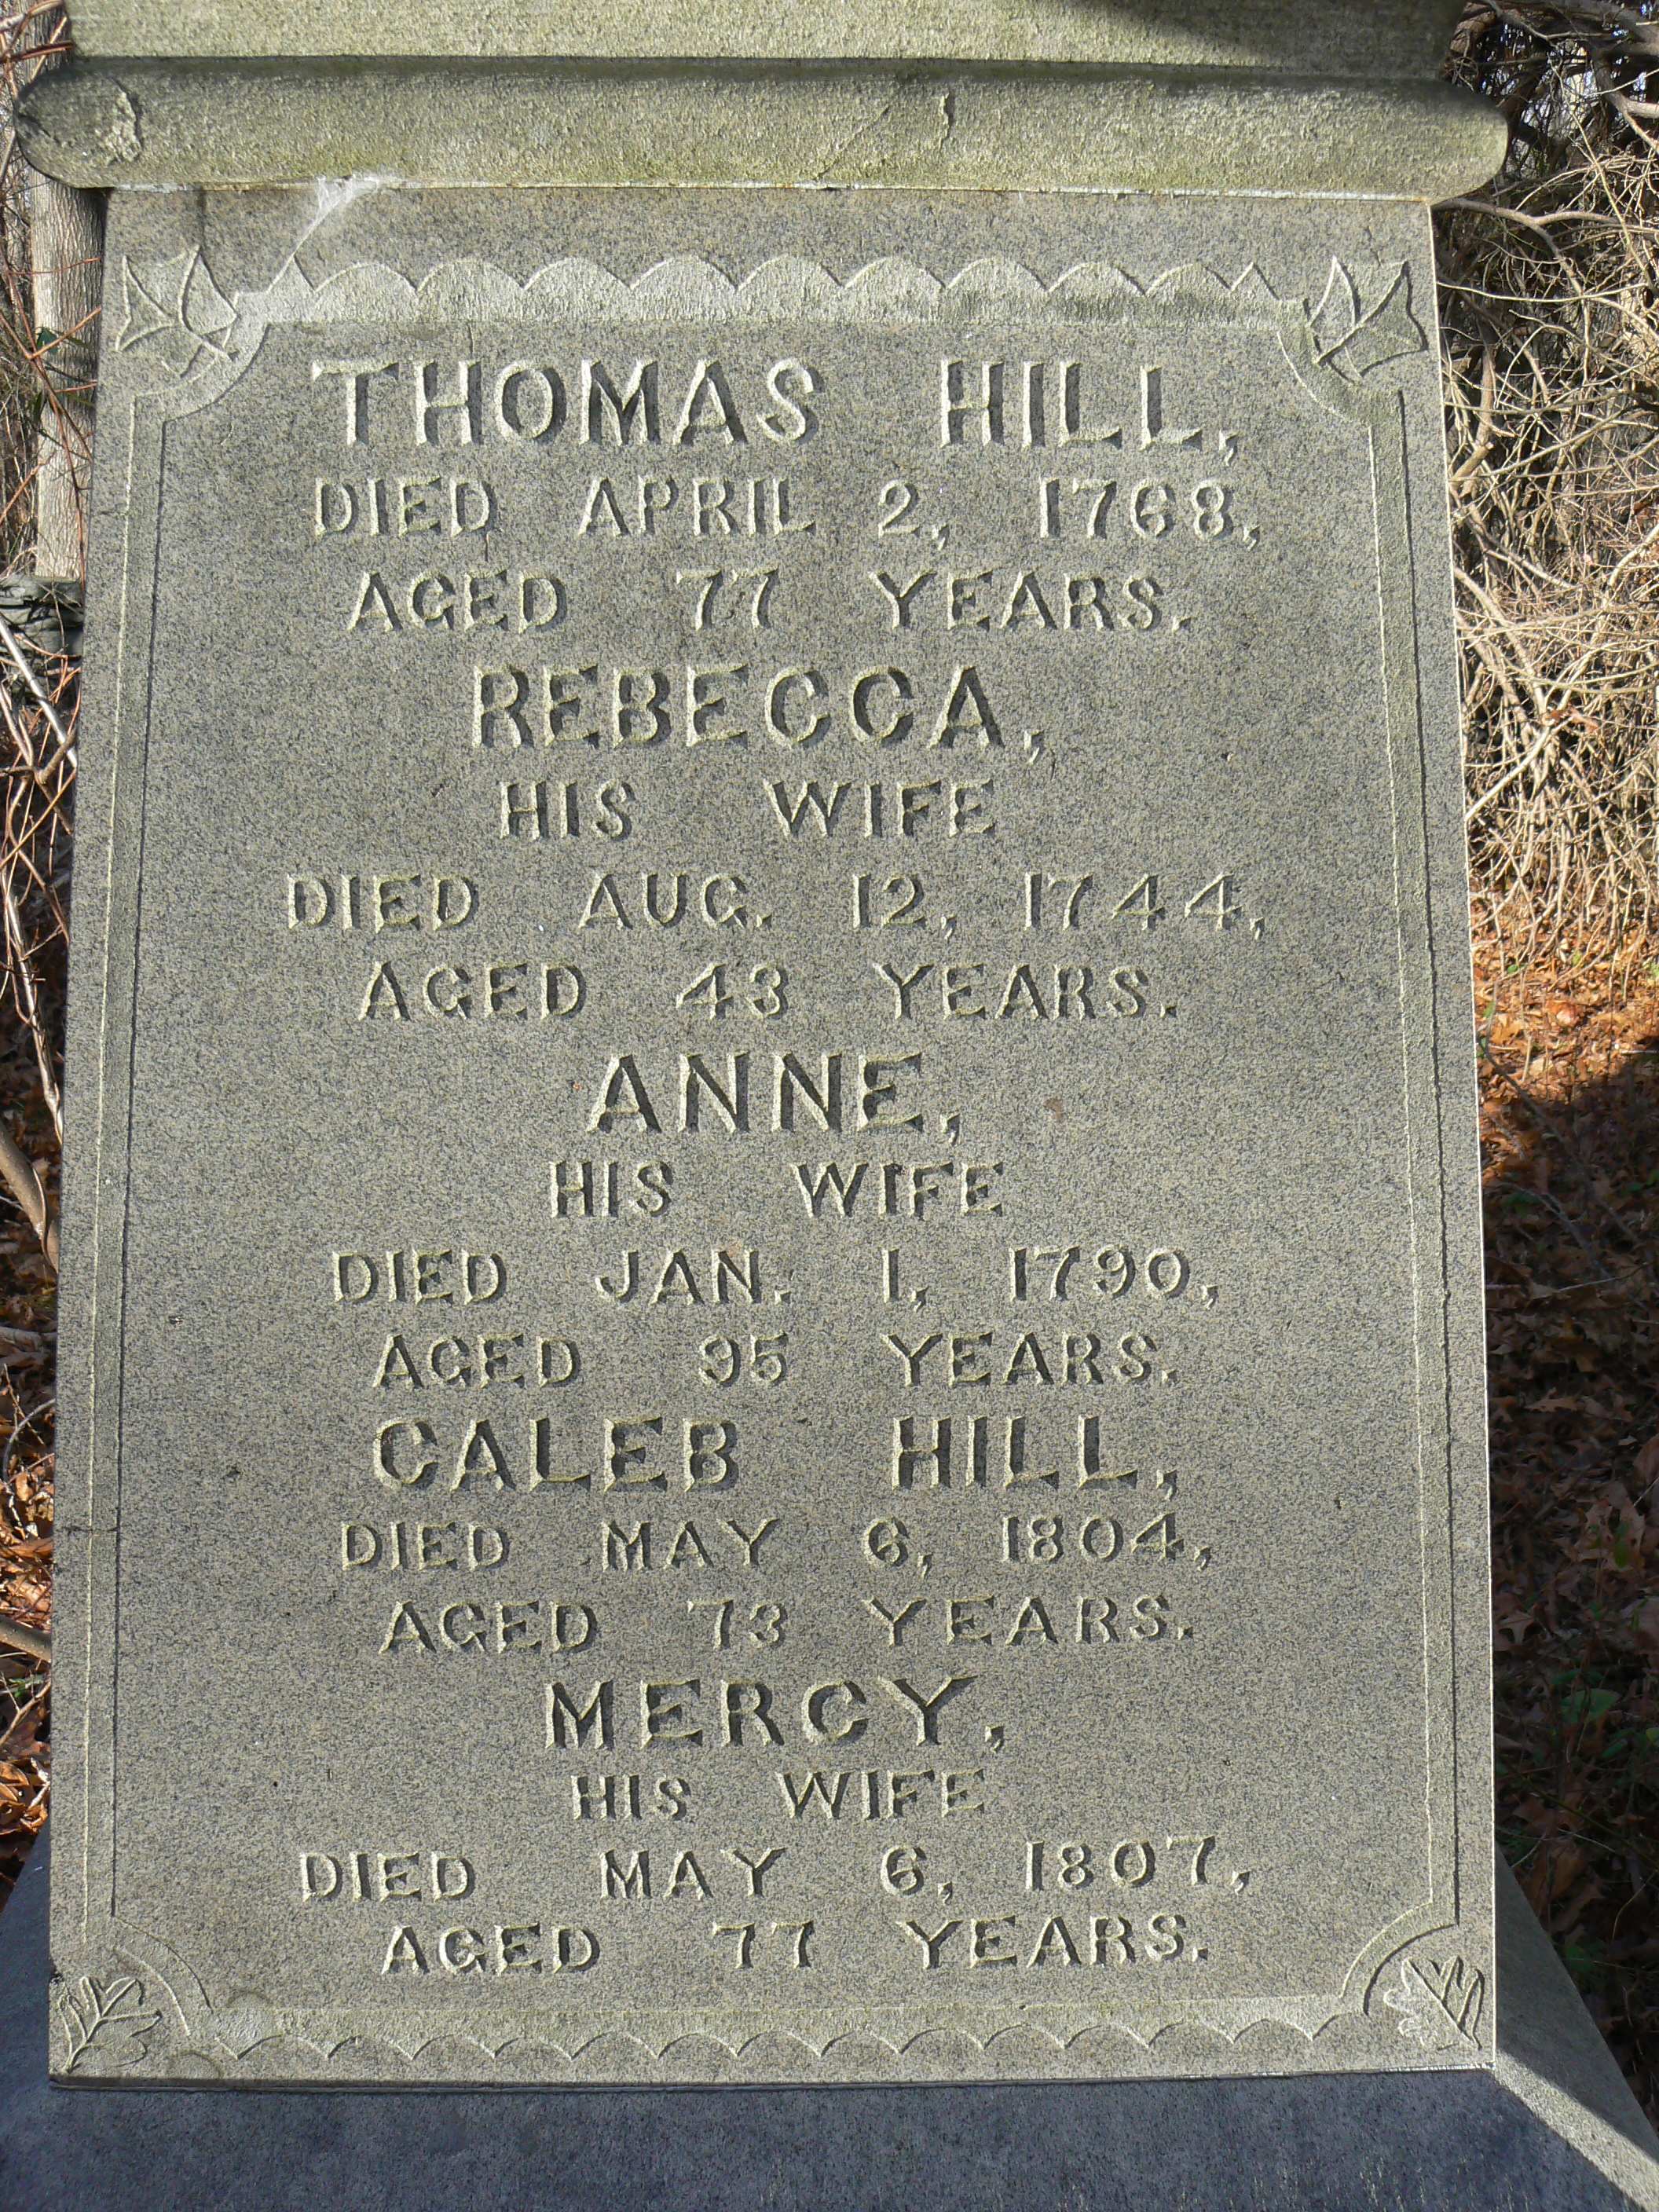 THOMAS HILL,
DIED APRIL 2, 1768,
AGED 77 YEARS.
REBECCA,
HIS WIFE
DIED AUG. 12, 1744,
AGED 43 YEARS.
ANNE,
HIS WIFE
DIED JAN. 1, 1790,
AGED 95 YEARS.
CALEB HILL,
DIED MAY 6, 1804,
AGED 73 YEARS.
MERCY,
HIS WIFE
DIED MAY 6, 1807,
AGED 77 YEARS.